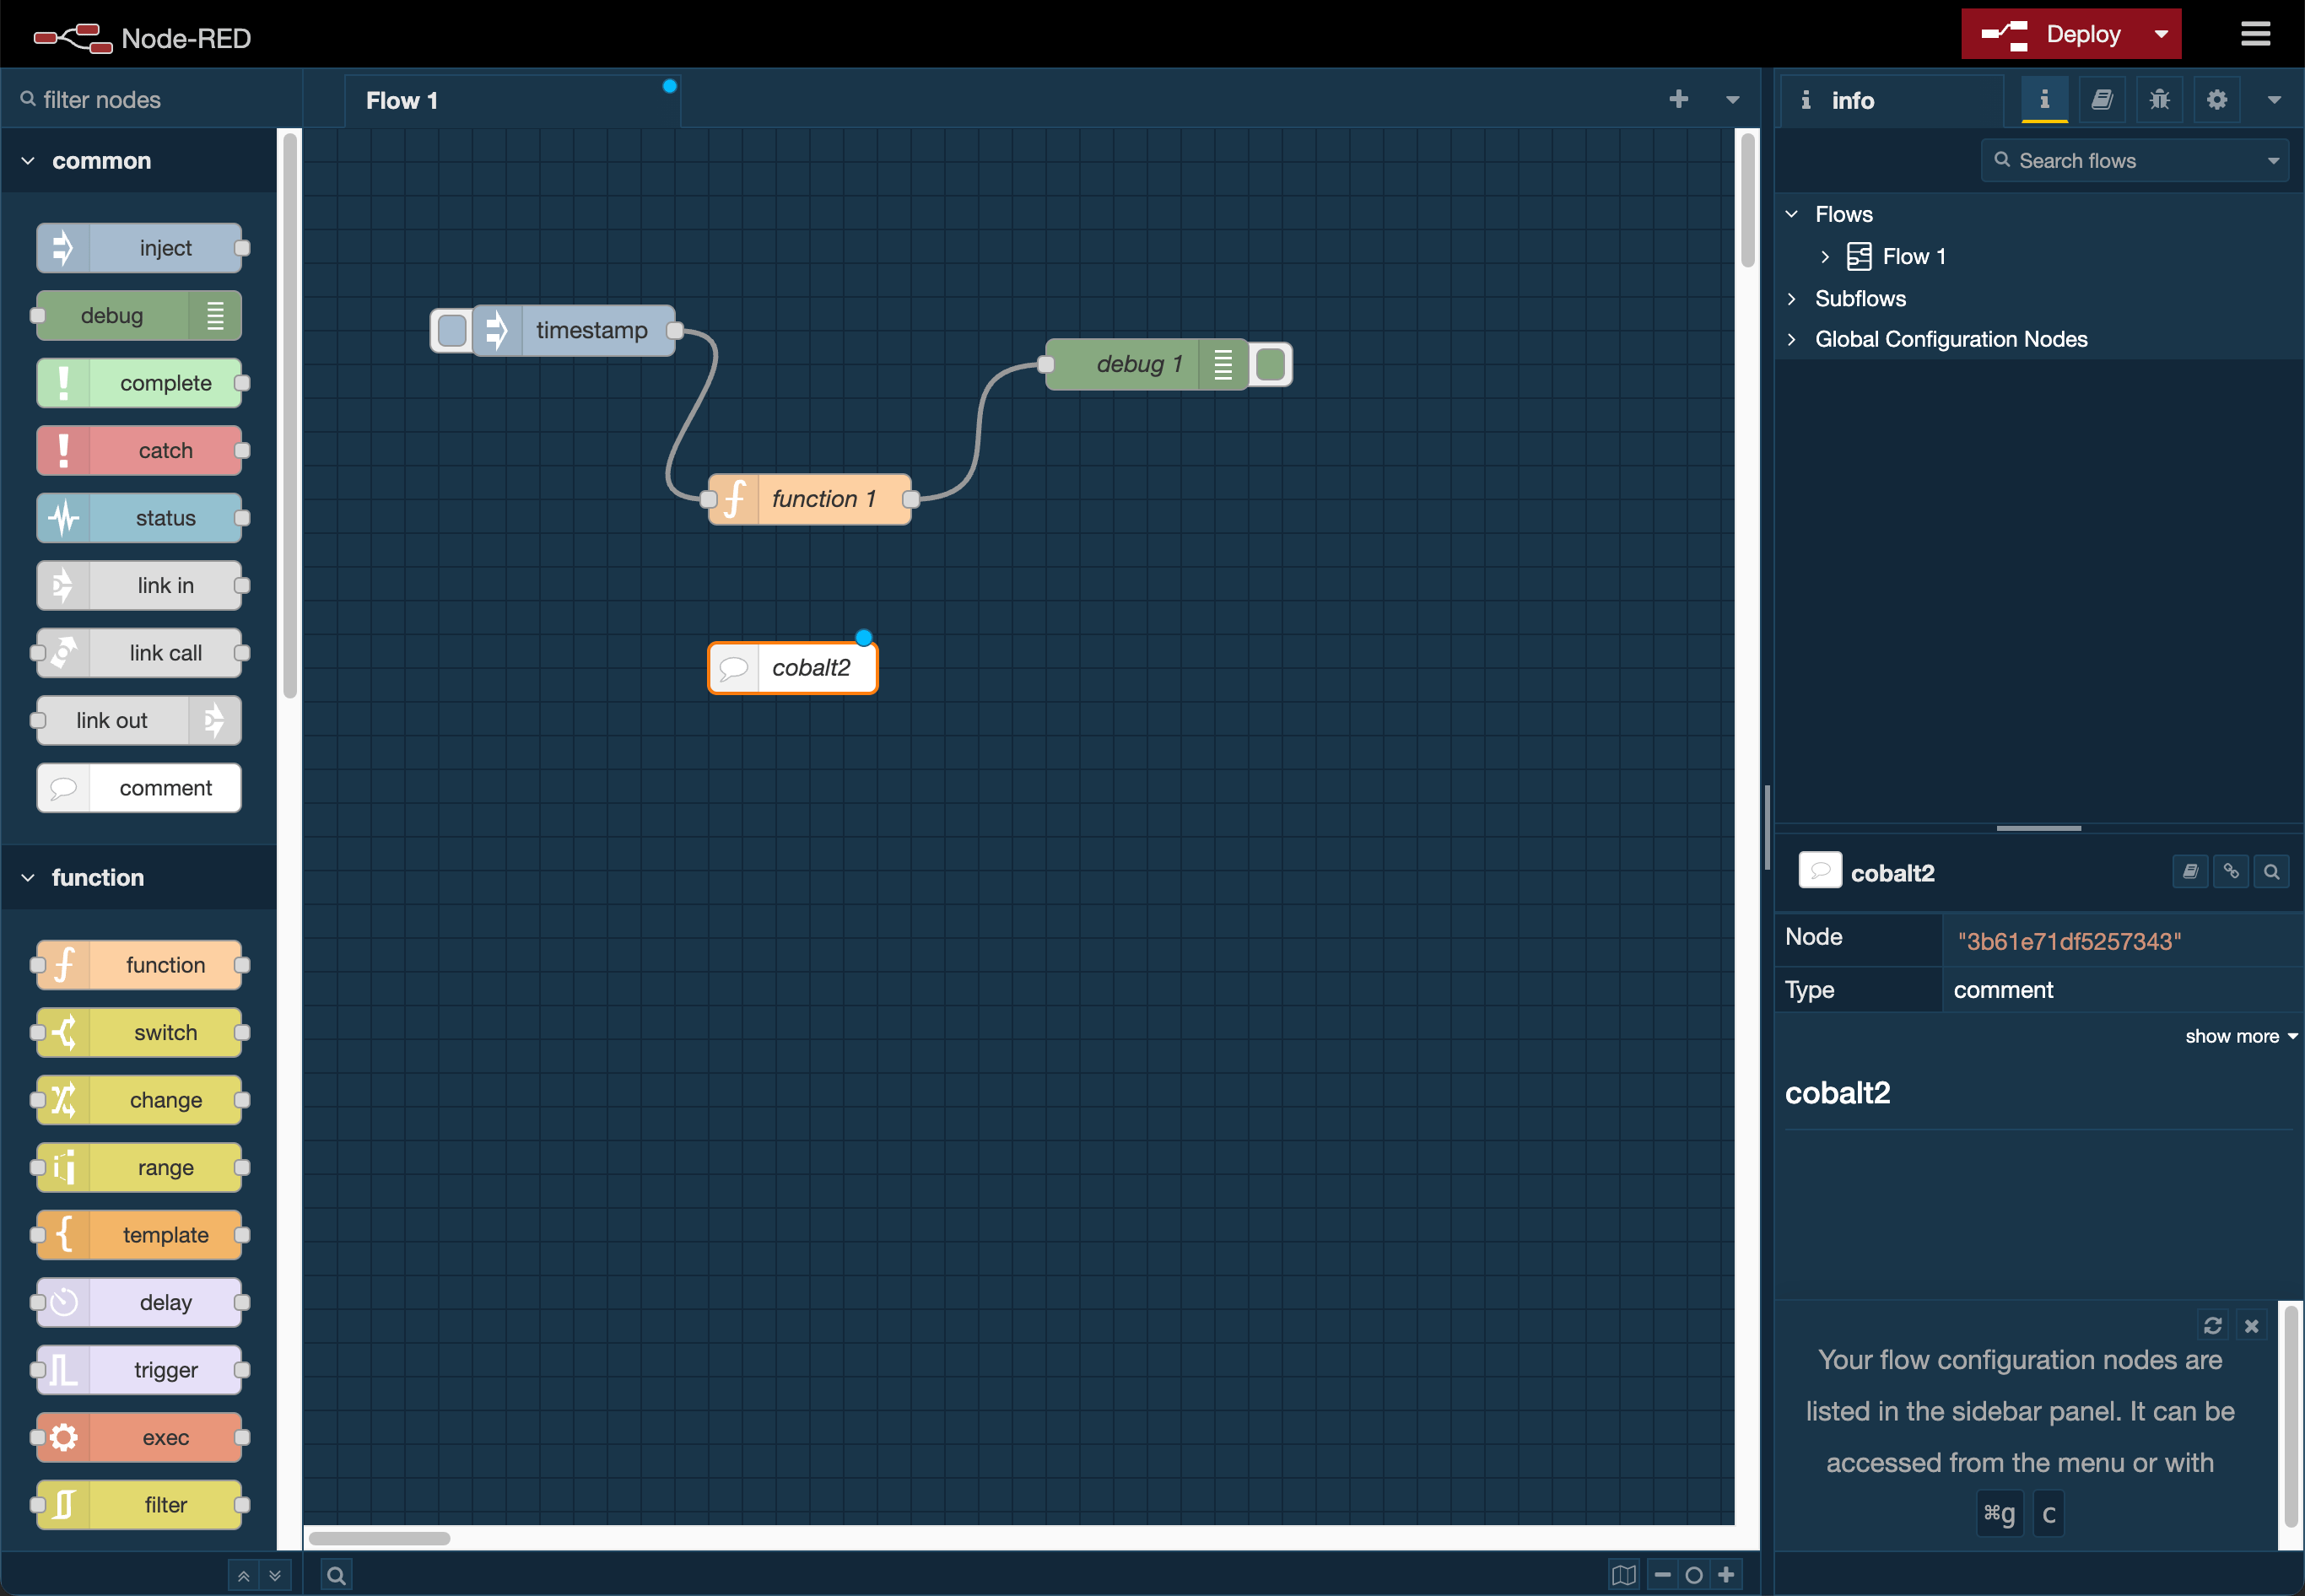 Node-RED
Deploy
filter nodes
Flow 1
info
Search flows
common
inject
debug
complete
catch
status
link in
link call
link out
comment
function
function
switch
change
range
template
delay
trigger
exec
filter
timestamp
debug 1
function 1
cobalt2
Flows
Flow 1
Subflows
Global Configuration Nodes
cobalt2
Node "3b61e71df5257343"
Type comment
show more
cobalt2
Your flow configuration nodes are
listed in the sidebar panel. It can be
accessed from the menu or with
⌘g c